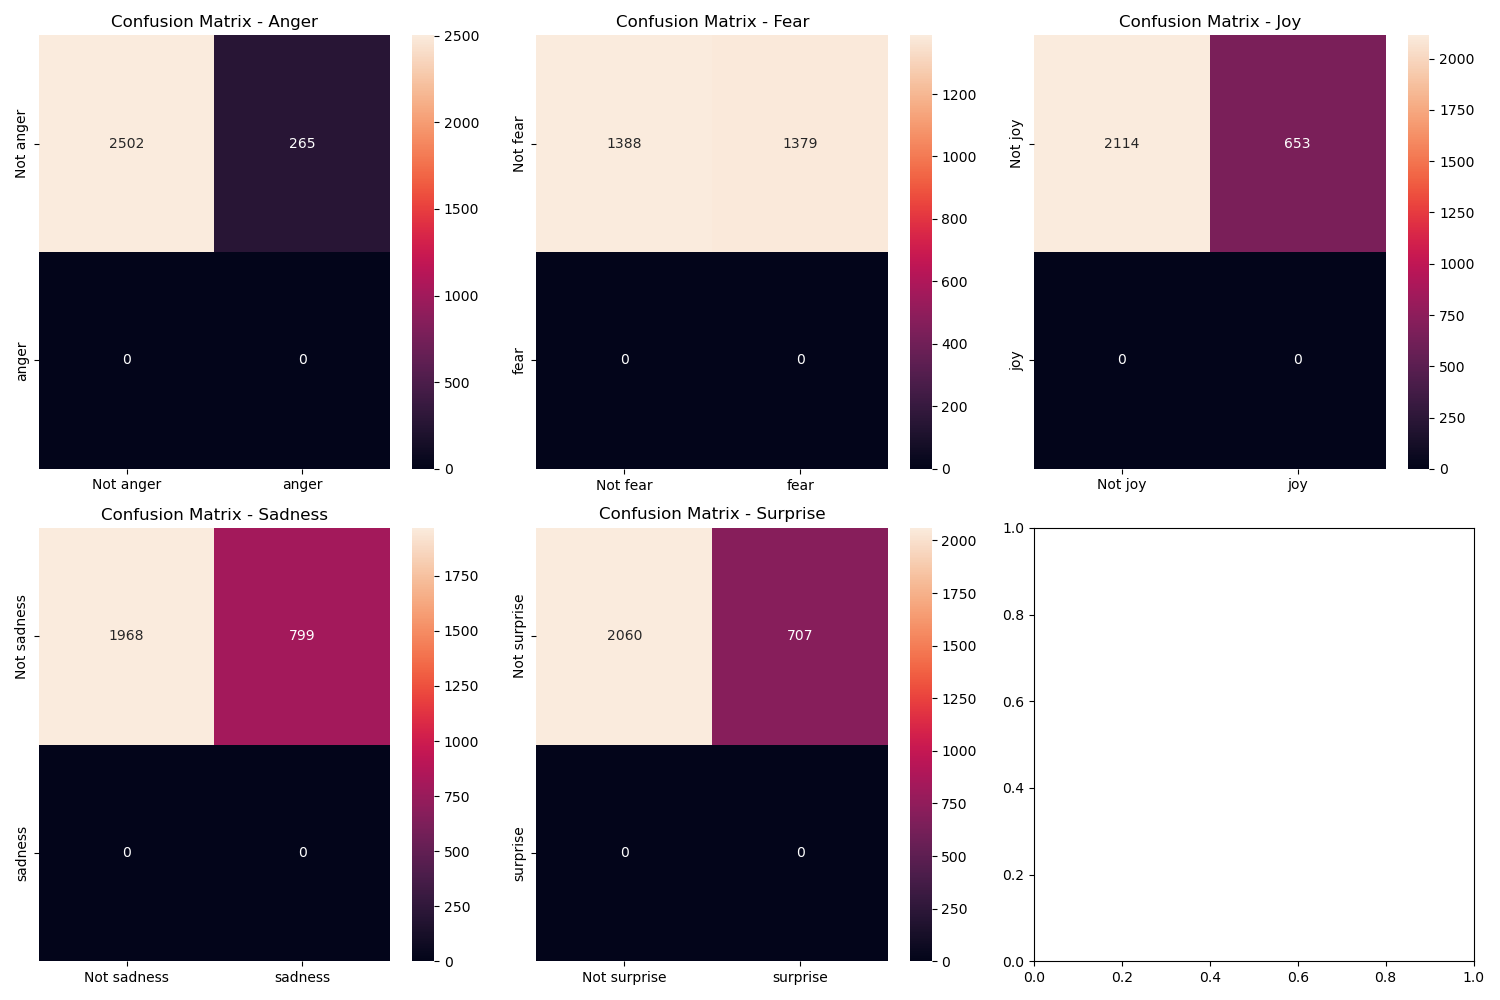 Confusion Matrix - Anger
Not anger
anger
2502
265
0
0
Not anger
anger
2500
2000
1500
1000
500
0
Confusion Matrix - Fear
Not fear
fear
1388
1379
0
0
Not fear
fear
1200
1000
800
600
400
200
0
Confusion Matrix - Joy
Not joy
joy
2114
653
0
0
Not joy
joy
2000
1750
1500
1250
1000
750
500
250
0
Confusion Matrix - Sadness
Not sadness
sadness
1968
799
0
0
Not sadness
sadness
1750
1500
1250
1000
750
500
250
0
Confusion Matrix - Surprise
Not surprise
surprise
2060
707
0
0
Not surprise
surprise
2000
1750
1500
1250
1000
750
500
250
0
1.0
0.8
0.6
0.4
0.2
0.0
0.0
0.2
0.4
0.6
0.8
1.0